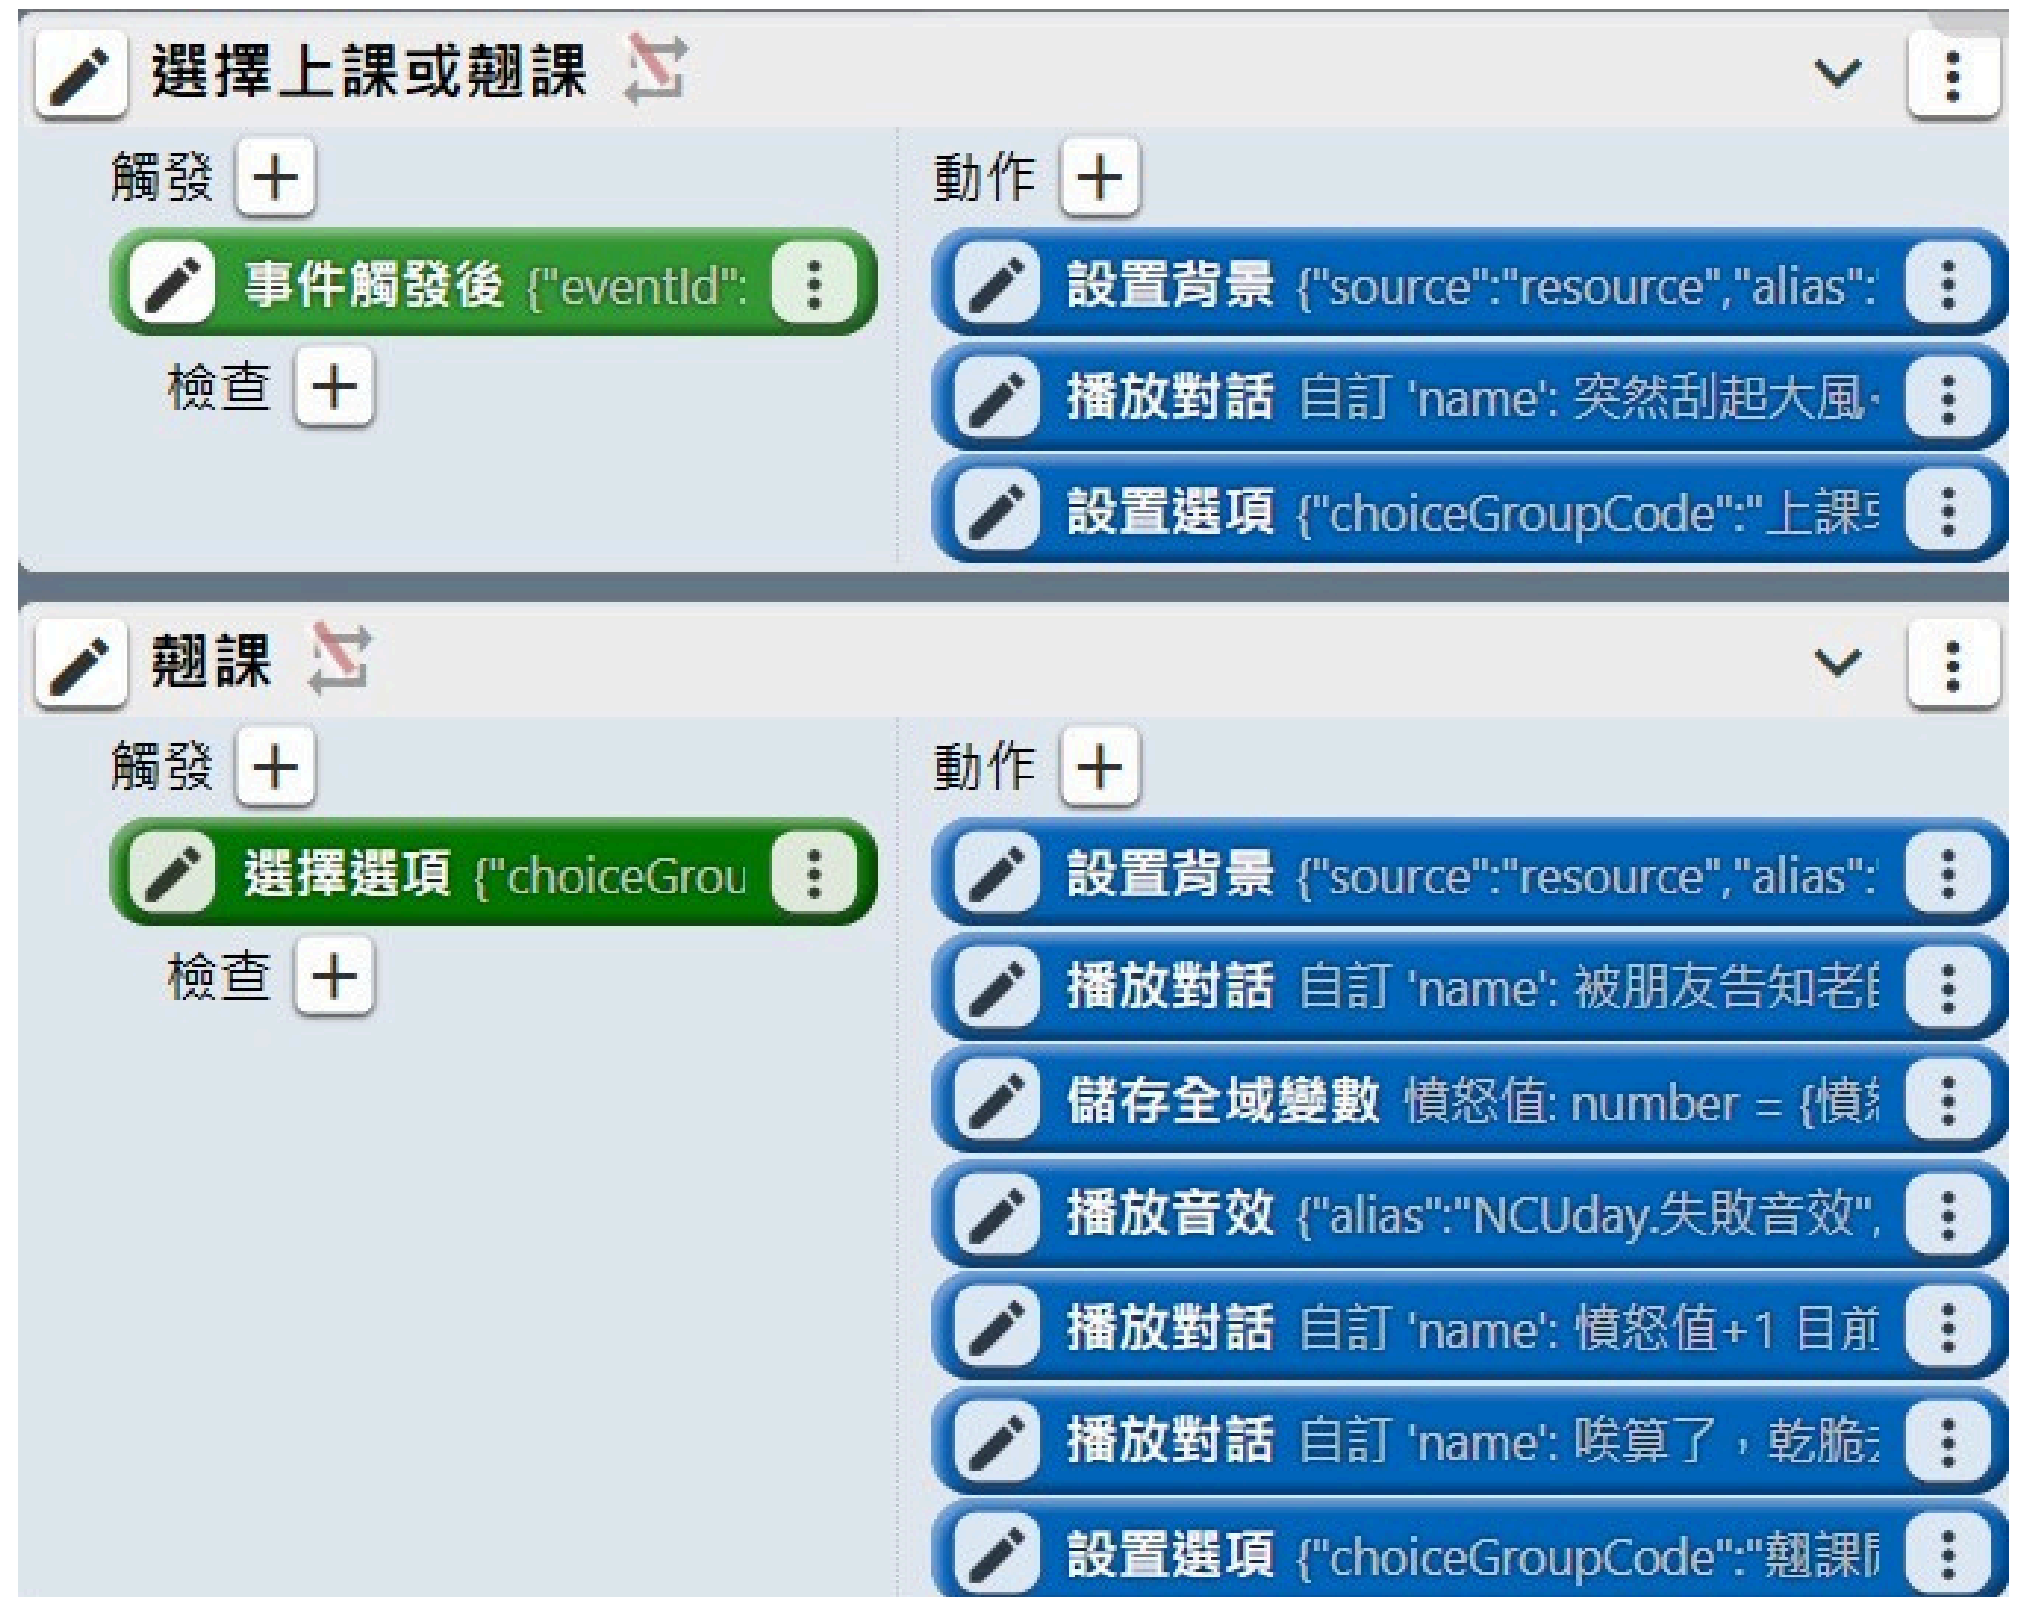 選擇上課或翹課
觸發
動作
事件觸發後 {"eventId":
設置背景 {"source":"resource","alias":
檢查
播放對話 自訂 'name': 突然刮起大風
設置選項 {"choiceGroupCode":"上課
翹課
觸發
動作
選擇選項 {"choiceGrou
設置背景 {"source":"resource","alias":
檢查
播放對話 自訂 'name': 被朋友告知老
儲存全域變數 憤怒值: number = {憤
播放音效 {"alias":"NCUday.失敗音效",
播放對話 自訂 'name': 憤怒值+1 目前
播放對話 自訂 'name': 唉算了，乾脆
設置選項 {"choiceGroupCode":"翹課